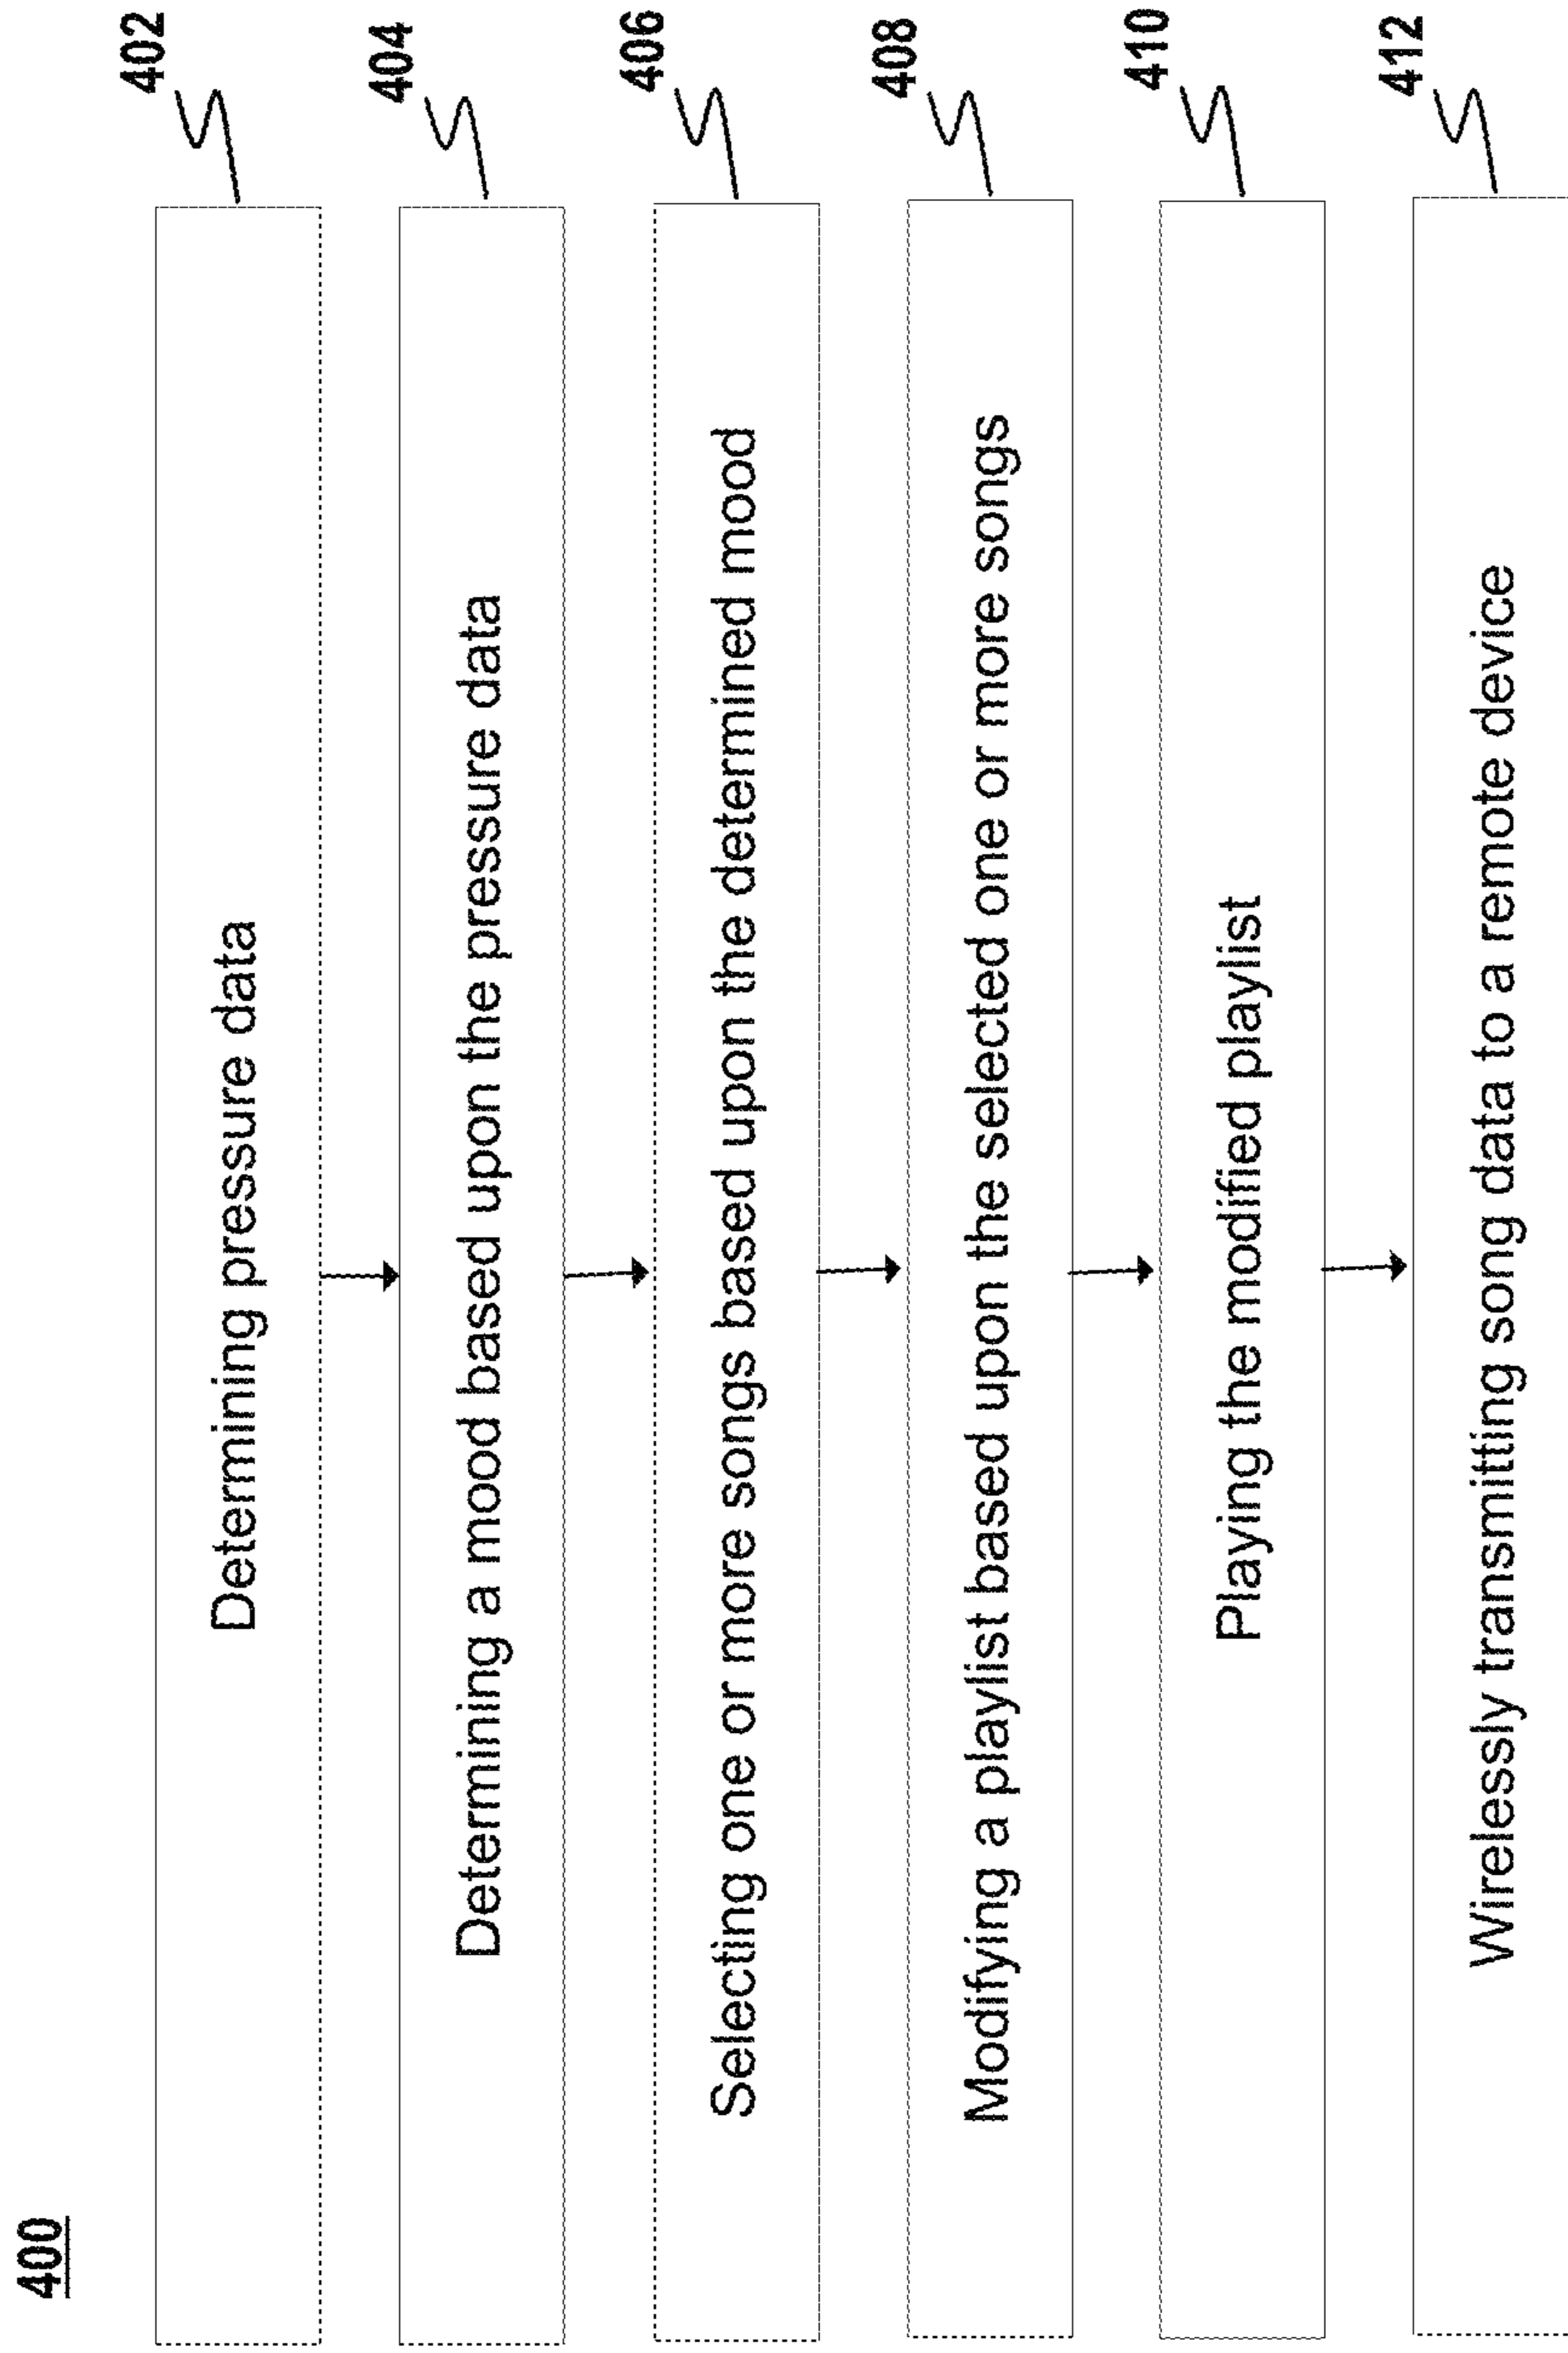 400
Determining pressure data
402
Determining a mood based upon the pressure data
404
Selecting one or more songs based upon the determined mood
406
Modifying a playlist based upon the selected one or more songs
408
Playing the modified playlist
410
Wirelessly transmitting song data to a remote device
412